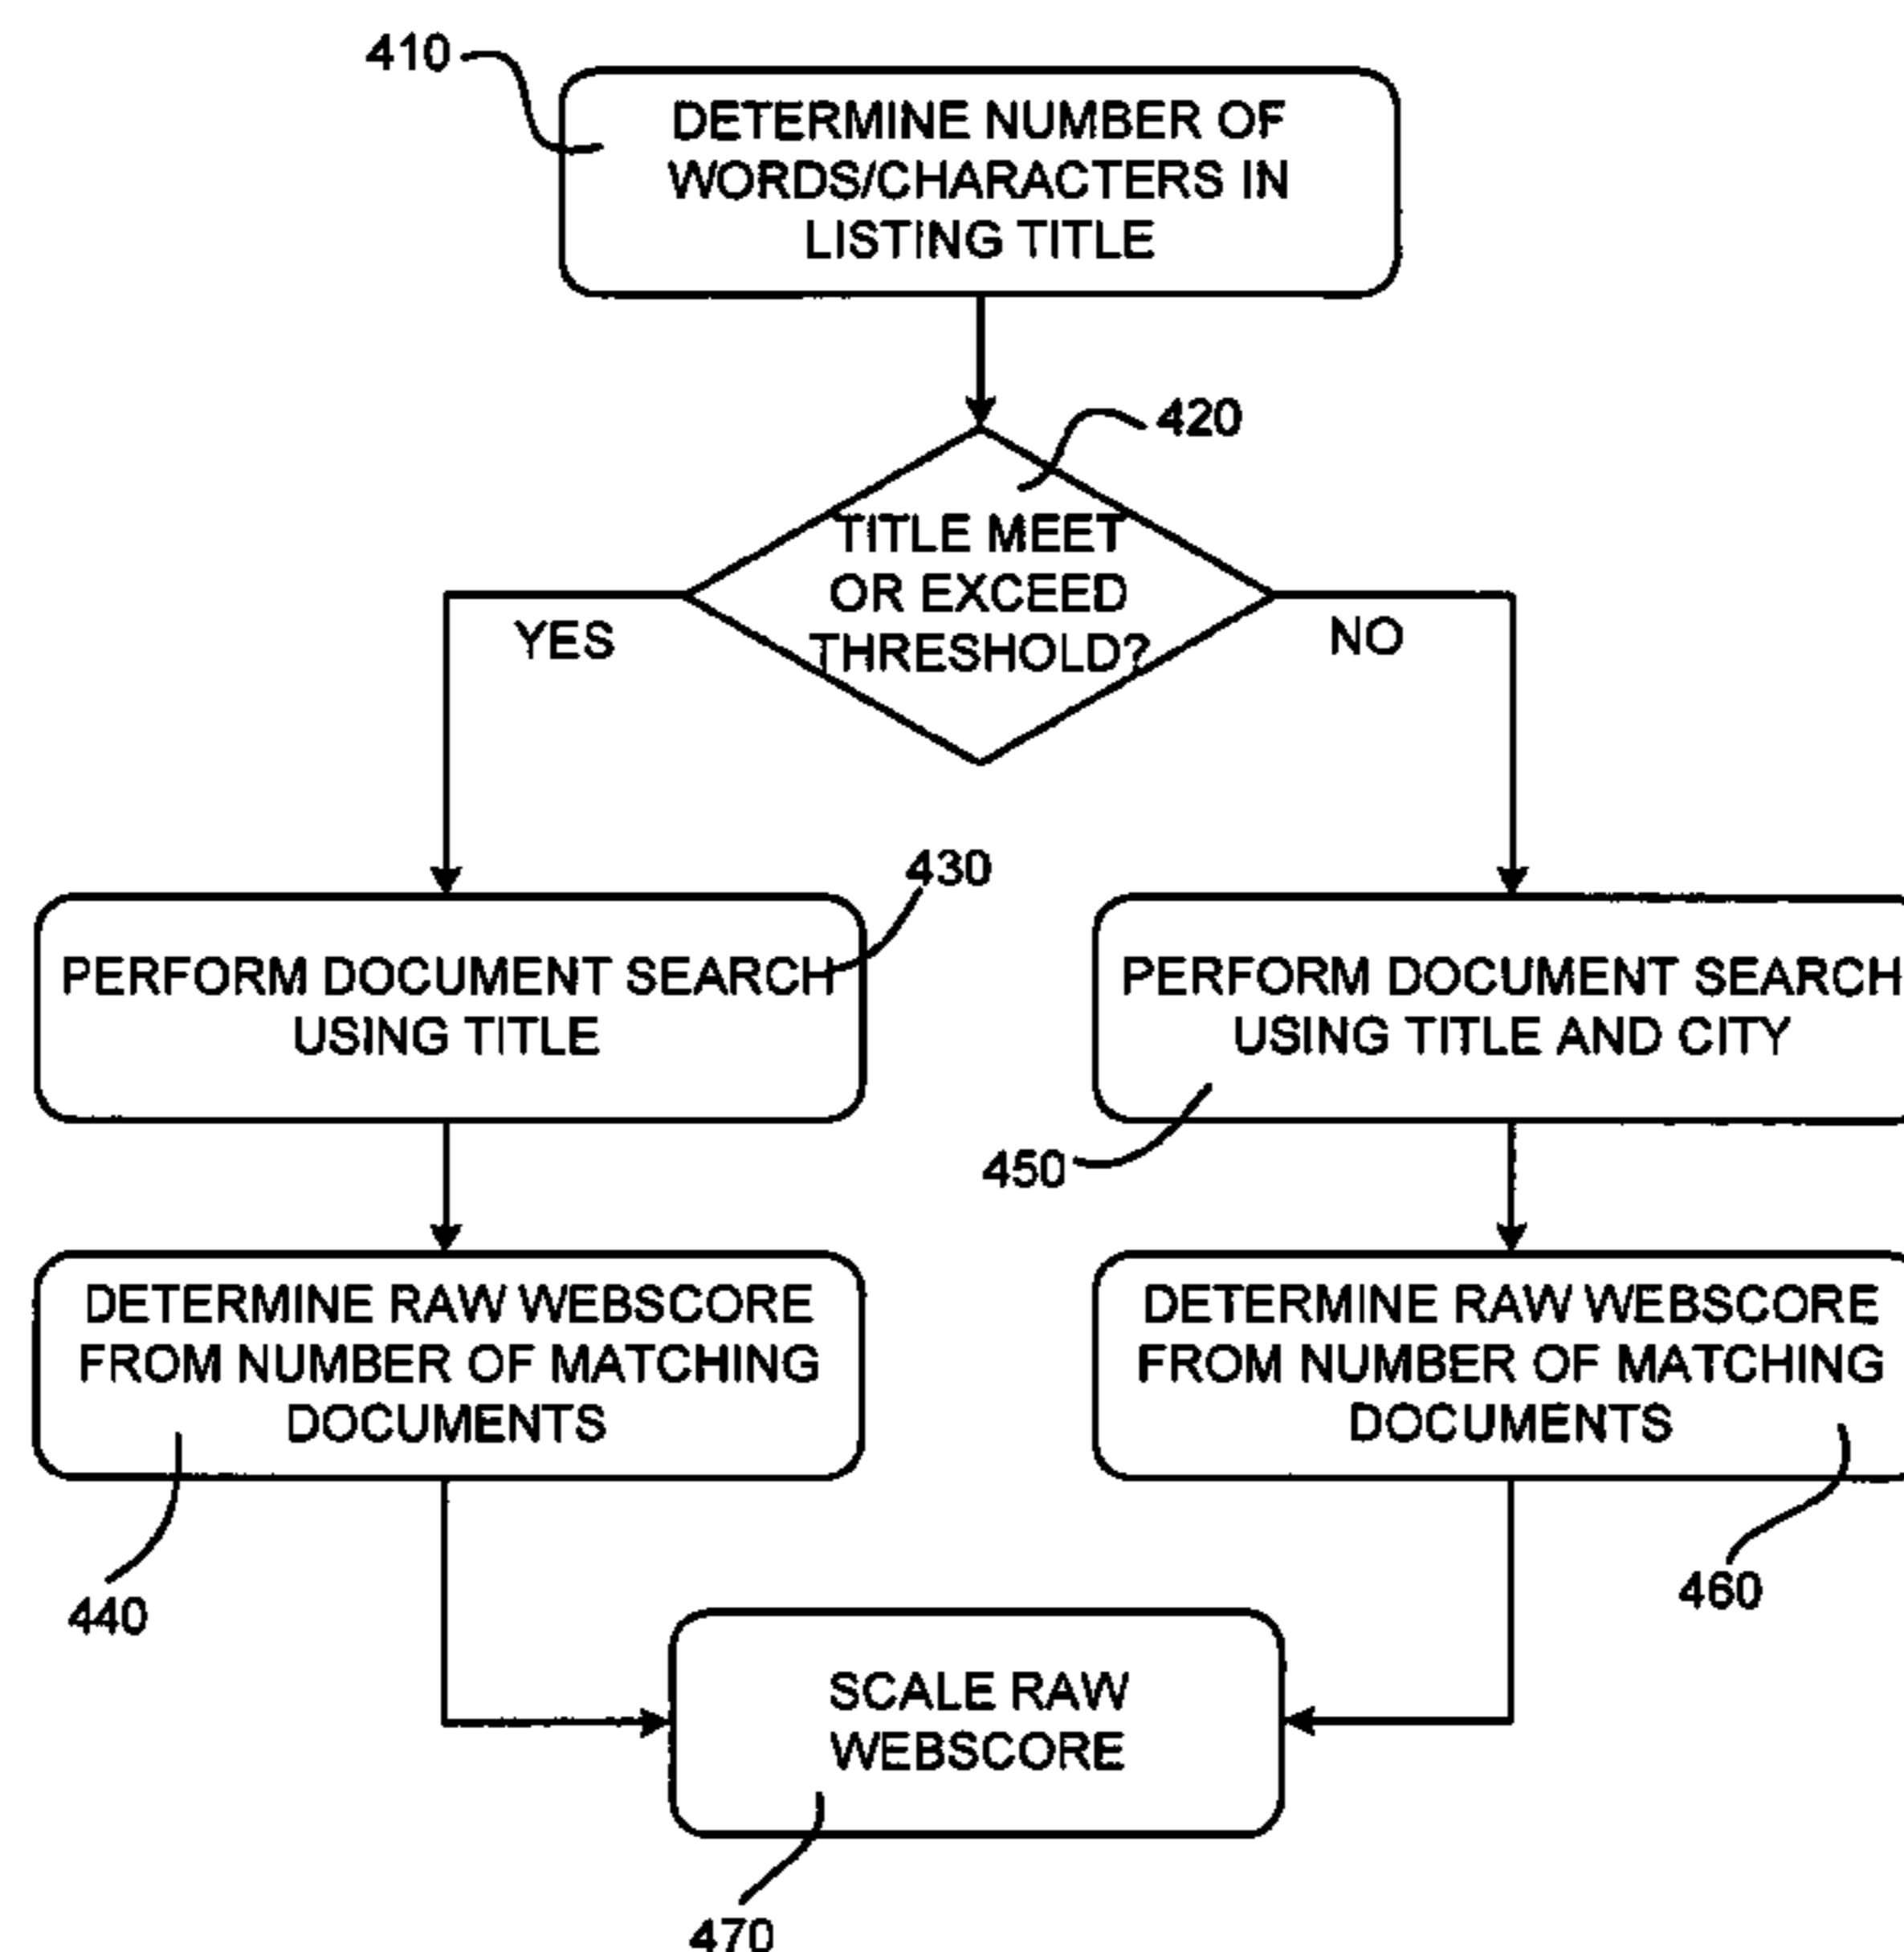 410
DETERMINE NUMBER OF
WORDS/CHARACTERS IN
LISTING TITLE
420
TITLE MEET
OR EXCEED
THRESHOLD?
YES
NO
430
PERFORM DOCUMENT SEARCH
USING TITLE
PERFORM DOCUMENT SEARCH
USING TITLE AND CITY
450
DETERMINE RAW WEBSCORE
FROM NUMBER OF MATCHING
DOCUMENTS
DETERMINE RAW WEBSCORE
FROM NUMBER OF MATCHING
DOCUMENTS
440
460
SCALE RAW
WEBSCORE
470